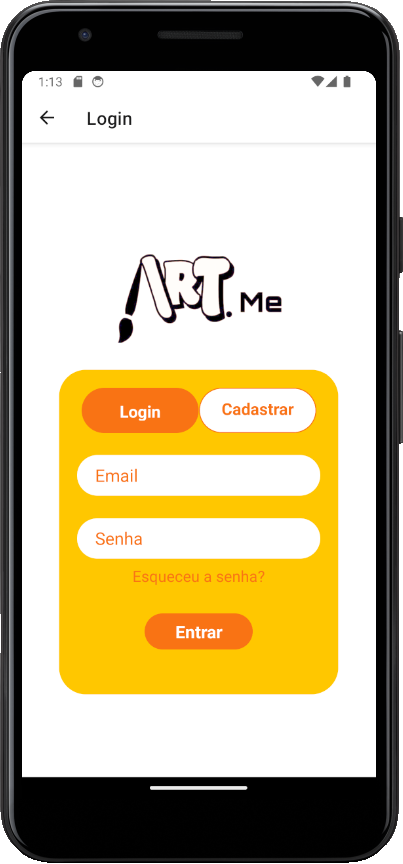 1:13
Login
ART. Me
Login Cadastrar
Email
Senha
Esqueceu a senha?
Entrar